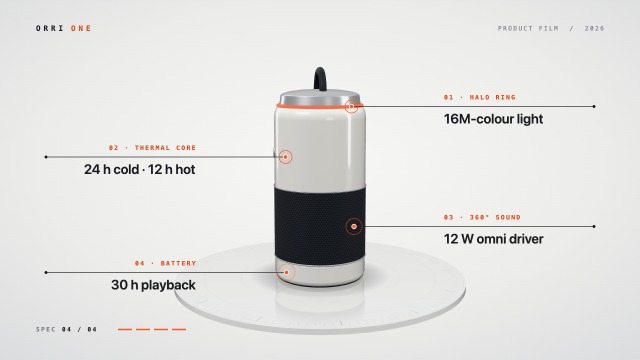 ORRI ONE
PRODUCT FILM / 2026
01 · HALO RING
16M-colour light
02 · THERMAL CORE
24 h cold · 12 h hot
03 · 360° SOUND
12 W omni driver
04 · BATTERY
30 h playback
SPEC 04 / 04